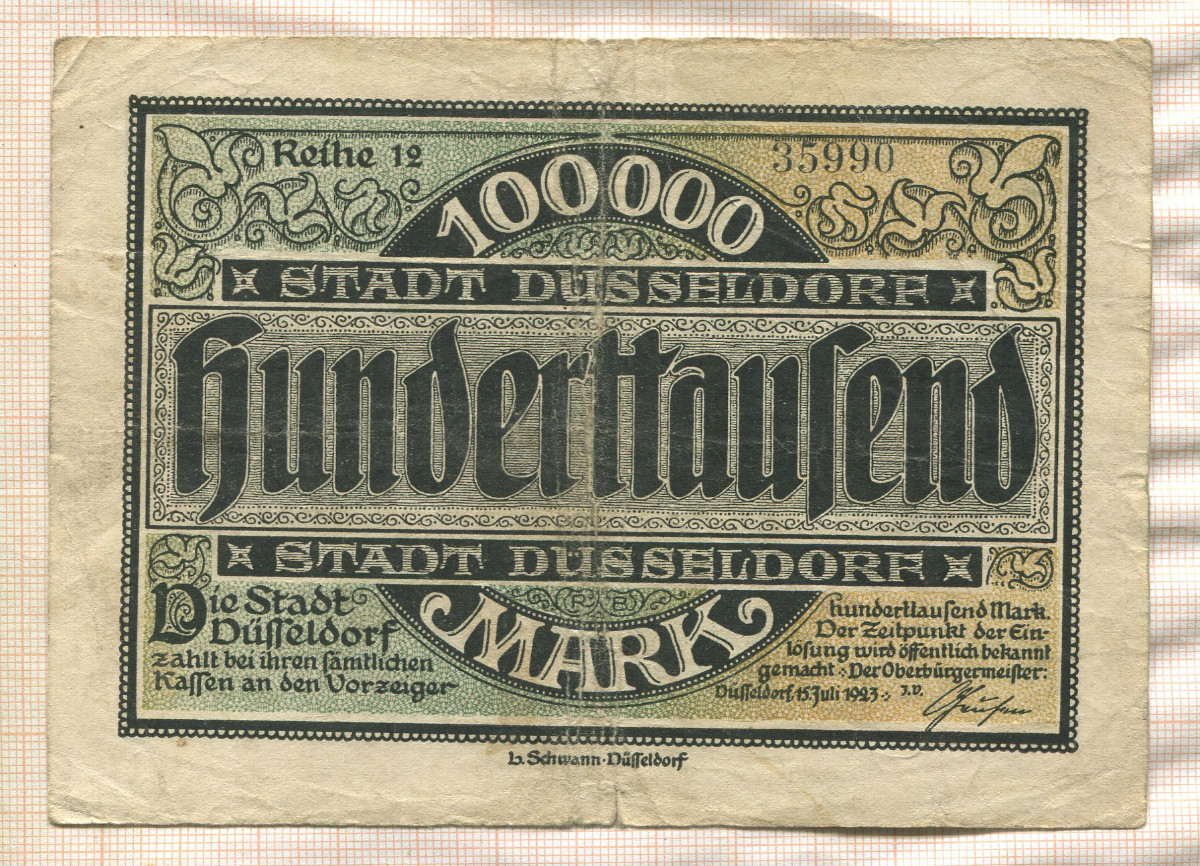 Reihe 12
35990
100000
STADT DÜSSELDORF
Hunderttausend
STADT DÜSSELDORF
P B
MARK
Die Stadt
Düsseldorf
zahlt bei ihren sämtlichen
Kassen an den Vorzeiger
hunderttausend Mark.
Der Zeitpunkt der Ein-
lösung wird öffentlich bekannt
gemacht : Der Oberbürgermeister:
Düsseldorf, 15. Juli 1923 : J.V.
L. Schwann · Düsseldorf